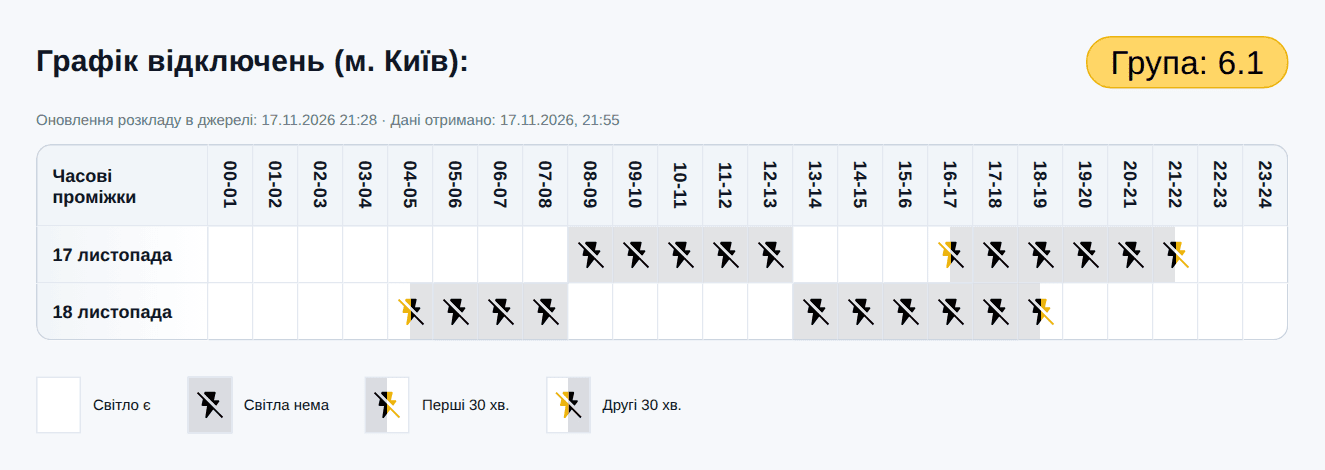 Графік відключень (м. Київ):
Група: 6.1
Оновлення розкладу в джерелі: 17.11.2026 21:28 · Дані отримано: 17.11.2026, 21:55
Часові
проміжки
00-01
01-02
02-03
03-04
04-05
05-06
06-07
07-08
08-09
09-10
10-11
11-12
12-13
13-14
14-15
15-16
16-17
17-18
18-19
19-20
20-21
21-22
22-23
23-24
17 листопада
18 листопада
Світло є
Світла нема
Перші 30 хв.
Другі 30 хв.